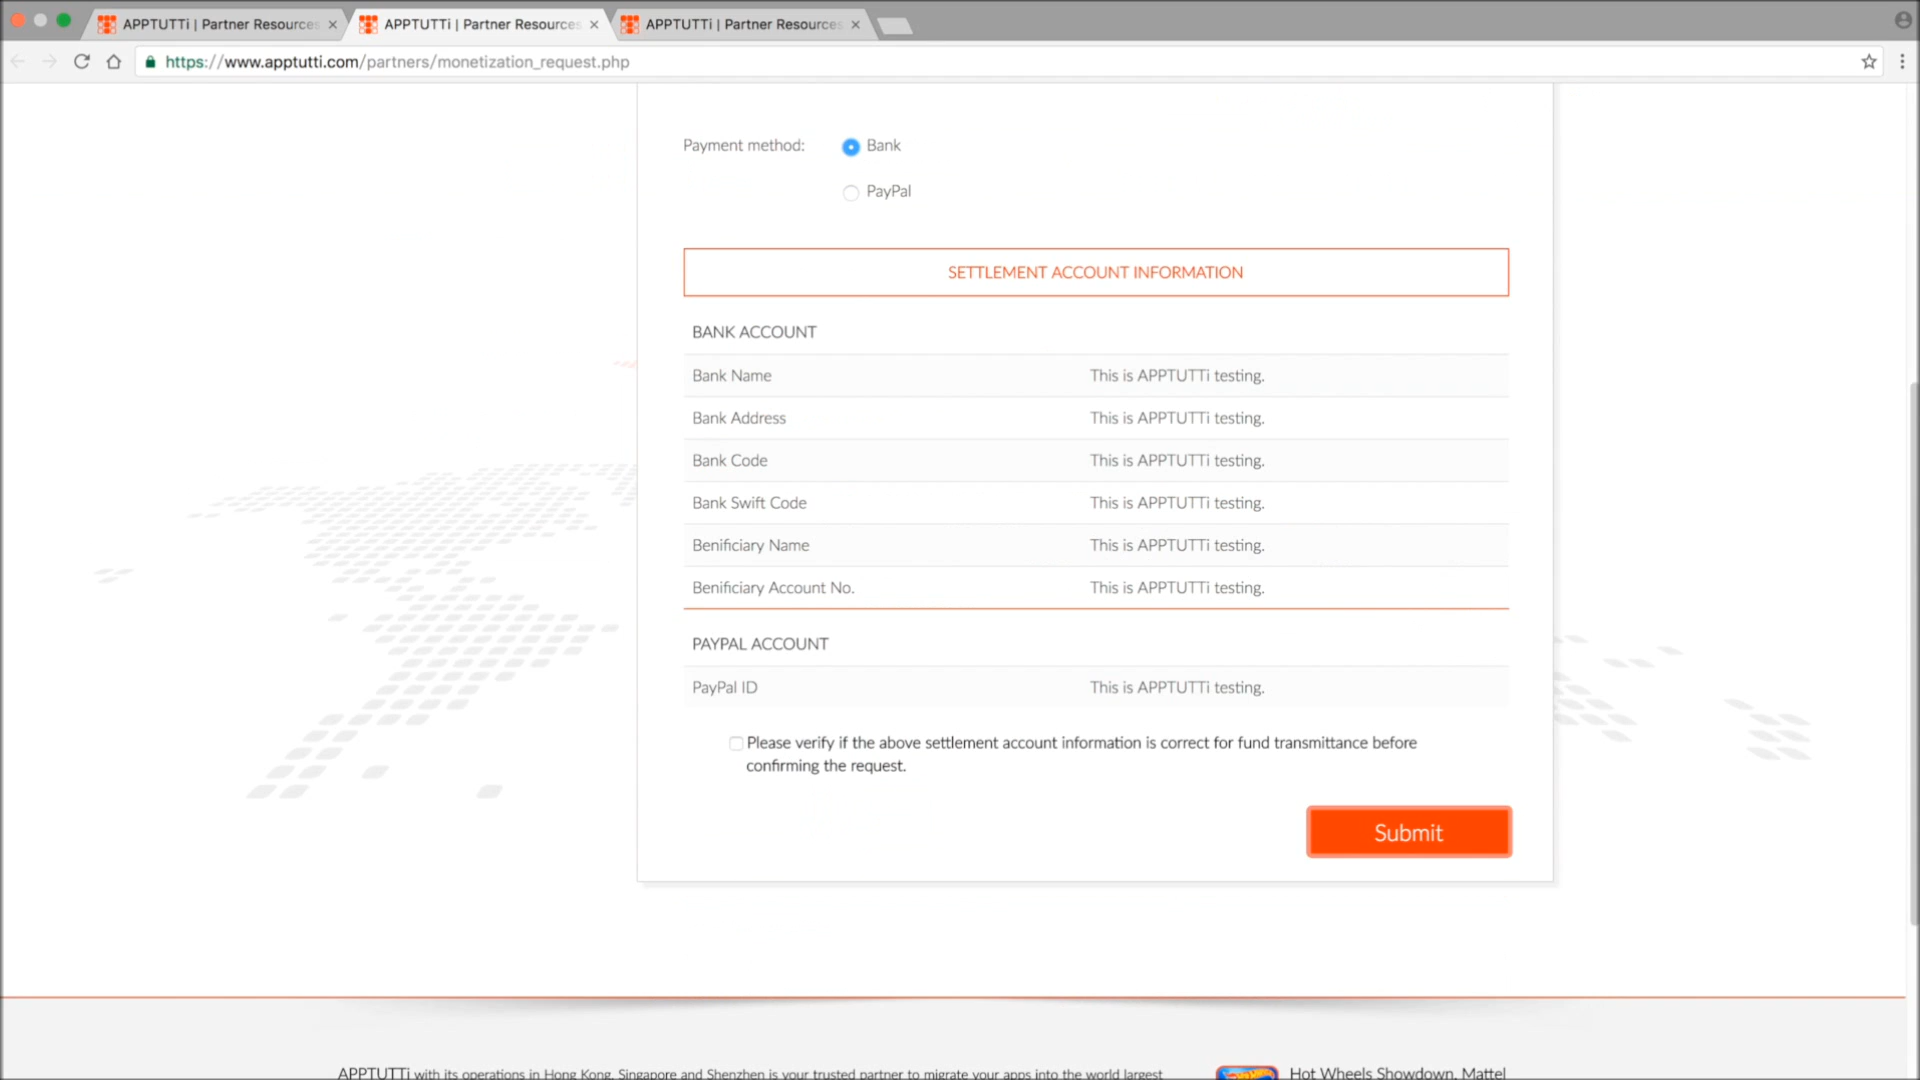 APPTUTTi | Partner Resources
APPTUTTi | Partner Resources
APPTUTTi | Partner Resources
https://www.apptutti.com/partners/monetization_request.php
Payment method:
Bank
PayPal
SETTLEMENT ACCOUNT INFORMATION
BANK ACCOUNT
Bank Name This is APPTUTTi testing.
Bank Address This is APPTUTTi testing.
Bank Code This is APPTUTTi testing.
Bank Swift Code This is APPTUTTi testing.
Benificiary Name This is APPTUTTi testing.
Benificiary Account No. This is APPTUTTi testing.
PAYPAL ACCOUNT
PayPal ID This is APPTUTTi testing.
Please verify if the above settlement account information is correct for fund transmittance before
confirming the request.
Submit
APPTUTTi with its operations in Hong Kong, Singapore and Shenzhen is your trusted partner to migrate your apps into the world largest
Hot Wheels Showdown, Mattel